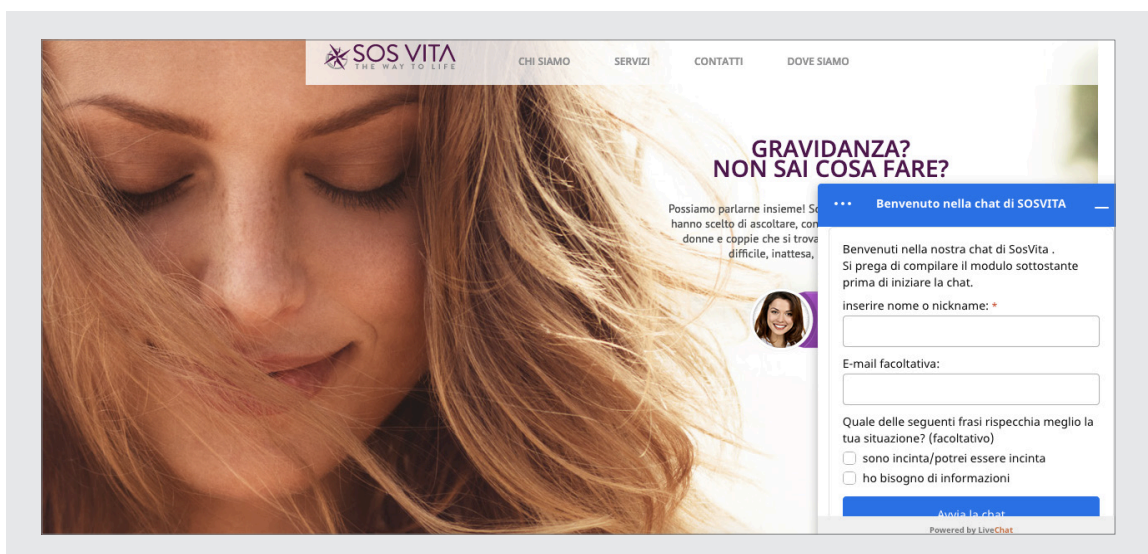 SOS VITA
THE WAY TO LIFE
CHI SIAMO
SERVIZI
CONTATTI
DOVE SIAMO
GRAVIDANZA?
NON SAI COSA FARE?
Possiamo parlarne insieme!
hanno scelto di ascoltare,
donne e coppie che si
difficile, inattesa,
Benvenuto nella chat di SOSVITA
Benvenuti nella nostra chat di SosVita .
Si prega di compilare il modulo sottostante
prima di iniziare la chat.
inserire nome o nickname: *
E-mail facoltativa:
Quale delle seguenti frasi rispecchia meglio la
tua situazione? (facoltativo)
sono incinta/potrei essere incinta
ho bisogno di informazioni
Avvia la chat
Powered by LiveChat